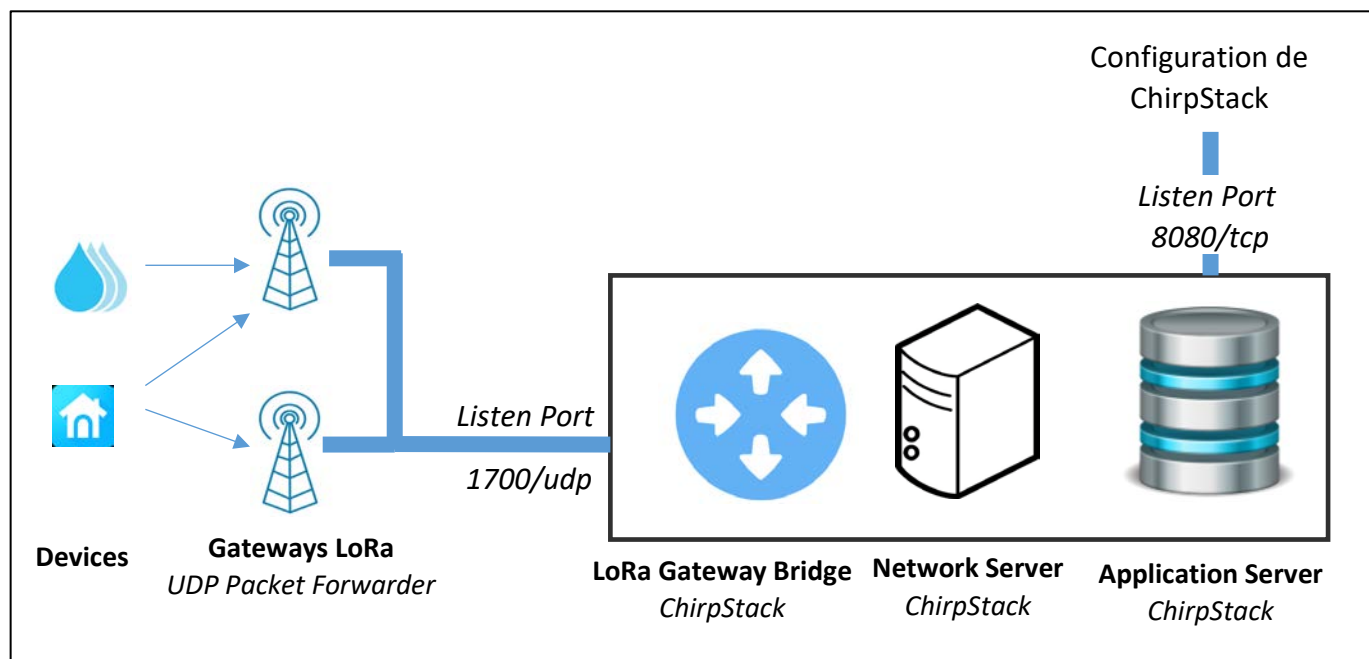 Configuration de
ChirpStack
Listen Port
8080/tcp
Listen Port
1700/udp
Devices
Gateways LoRa
UDP Packet Forwarder
LoRa Gateway Bridge
ChirpStack
Network Server
ChirpStack
Application Server
ChirpStack